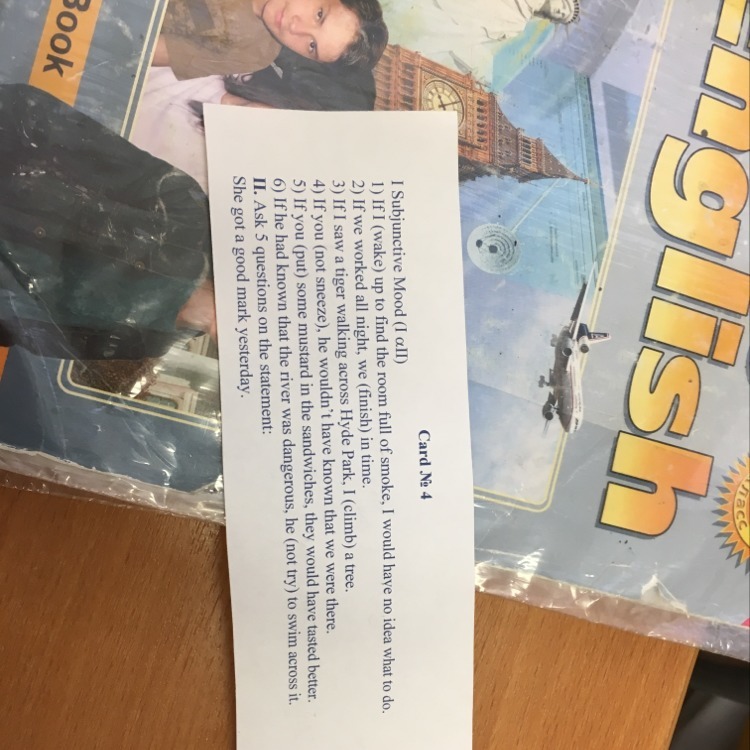 English
Book
Card № 4
I Subjunctive Mood (I αII)
1) If I (wake) up to find the room full of smoke, I would haye no idea what to do.
2) If we worked all night, we (finish) in time.
3) If I saw a tiger walking across Hyde Park, I (climb) a tree.
4) If you (not sneeze), he wouldn't have known that we were there.
5) If you (put) some mustard in the sandwiches, they would have tasted better.
6) If he had known that the river was dangerous, he (not try) to swim across it.
II. Ask 5 questions on the statement:
She got a good mark yesterday.